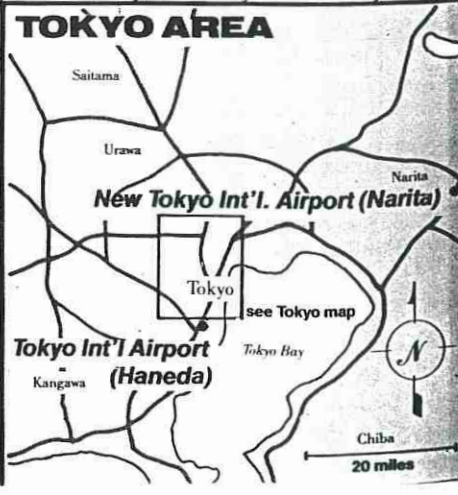 TOKYO AREA
Saitama
Urawa
Narita
New Tokyo Int'l. Airport (Narita)
Tokyo
see Tokyo map
Tokyo Int'l Airport
(Haneda)
Tokyo Bay
Kangawa
N
Chiba
20 miles